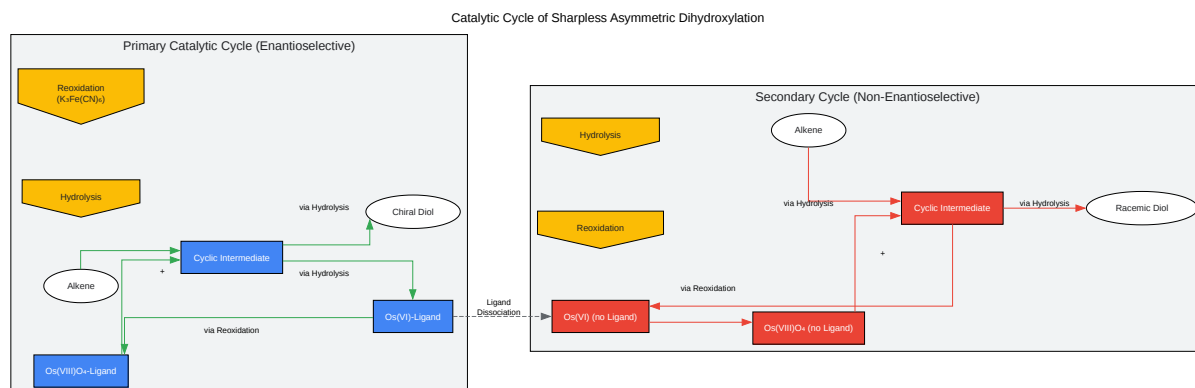 Catalytic Cycle of Sharpless Asymmetric Dihydroxylation
Primary Catalytic Cycle (Enantioselective)
Reoxidation
(K₃Fe(CN)₆)
Hydrolysis
via Hydrolysis
Chiral Diol
Cyclic Intermediate
+
via Hydrolysis
Alkene
Os(VI)-Ligand
via Reoxidation
Os(VIII)O₄-Ligand
Ligand
Dissociation
Secondary Cycle (Non-Enantioselective)
Hydrolysis
Alkene
via Hydrolysis
Cyclic Intermediate
via Hydrolysis
Racemic Diol
Reoxidation
+
via Reoxidation
Os(VI) (no Ligand)
Os(VIII)O₄ (no Ligand)